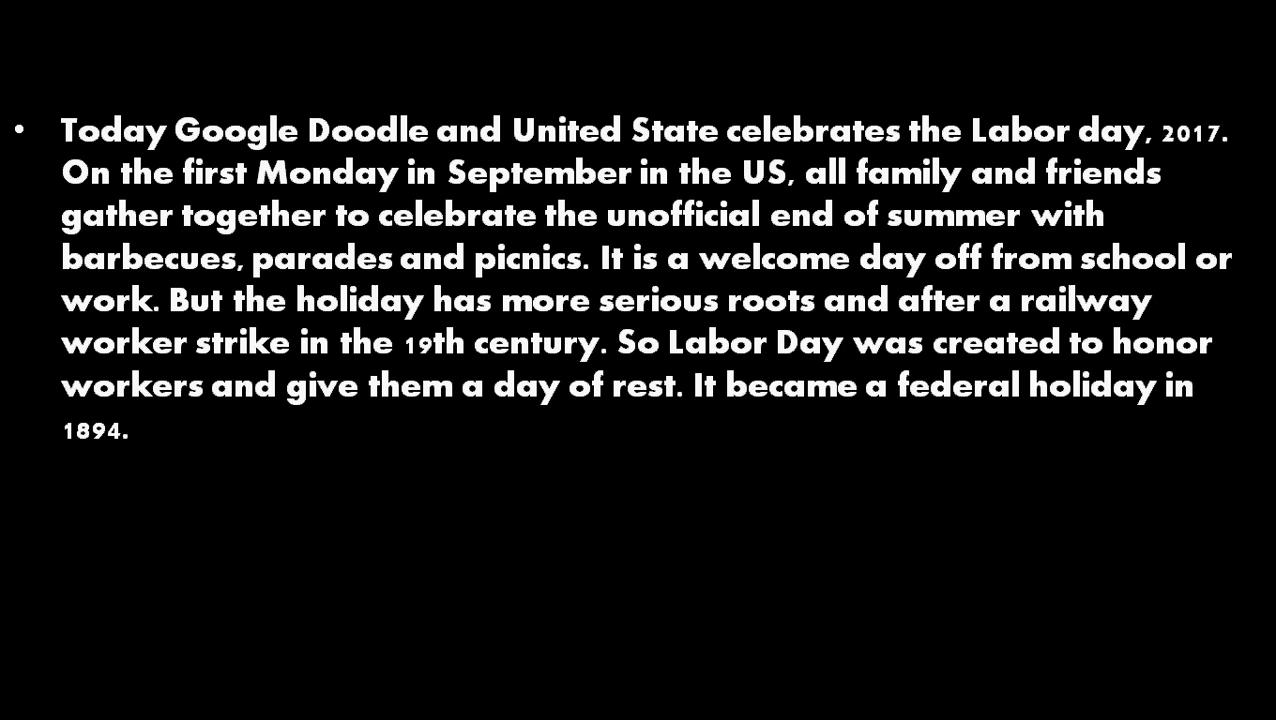 • Today Google Doodle and United State celebrates the Labor day, 2017.
On the first Monday in September in the US, all family and friends
gather together to celebrate the unofficial end of summer with
barbecues, parades and picnics. It is a welcome day off from school or
work. But the holiday has more serious roots and after a railway
worker strike in the 19th century. So Labor Day was created to honor
workers and give them a day of rest. It became a federal holiday in
1894.